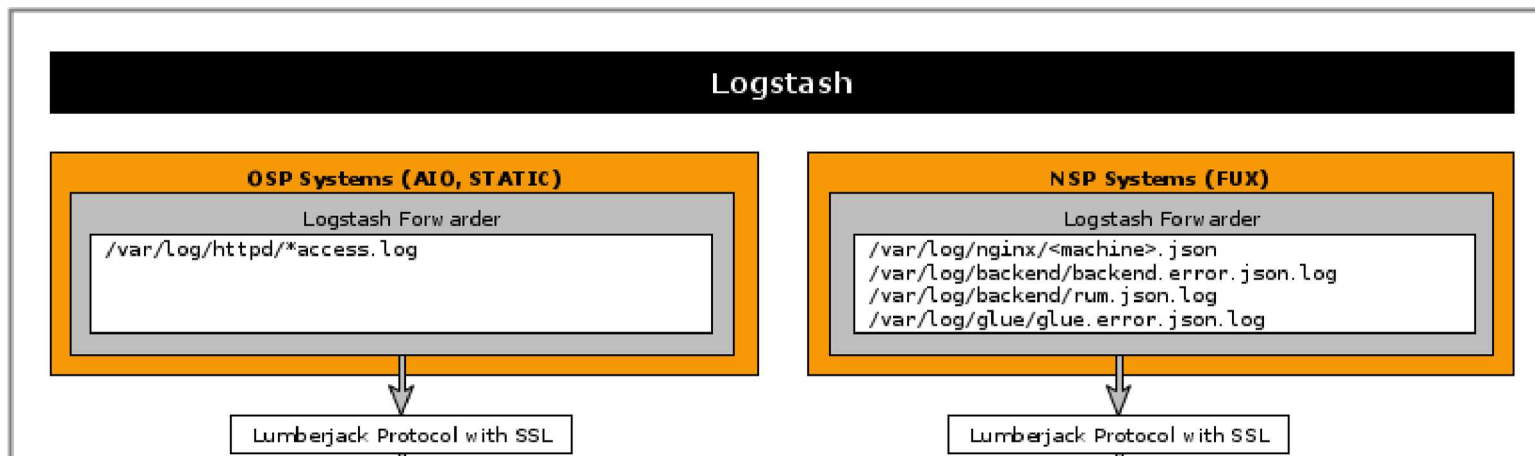 Logstash
OSP Systems (AIO, STATIC)
Logstash Forwarder
/var/log/httpd/*access.log
Lumberjack Protocol with SSL
NSP Systems (FUX)
Logstash Forwarder
/var/log/nginx/<machine>.json
/var/log/backend/backend.error.json.log
/var/log/backend/rum.json.log
/var/log/glue/glue.error.json.log
Lumberjack Protocol with SSL